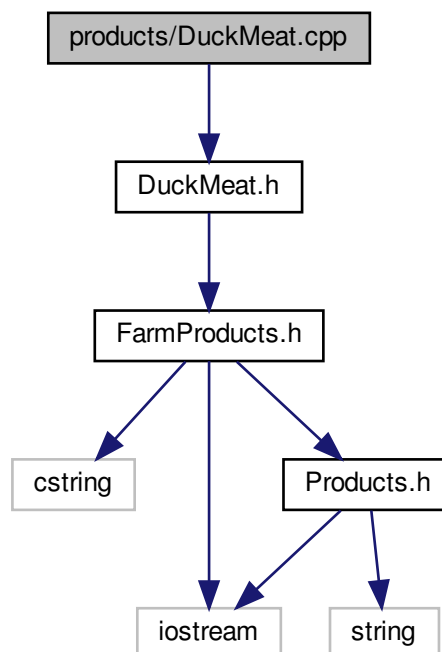 products/DuckMeat.cpp
DuckMeat.h
FarmProducts.h
cstring
Products.h
iostream
string